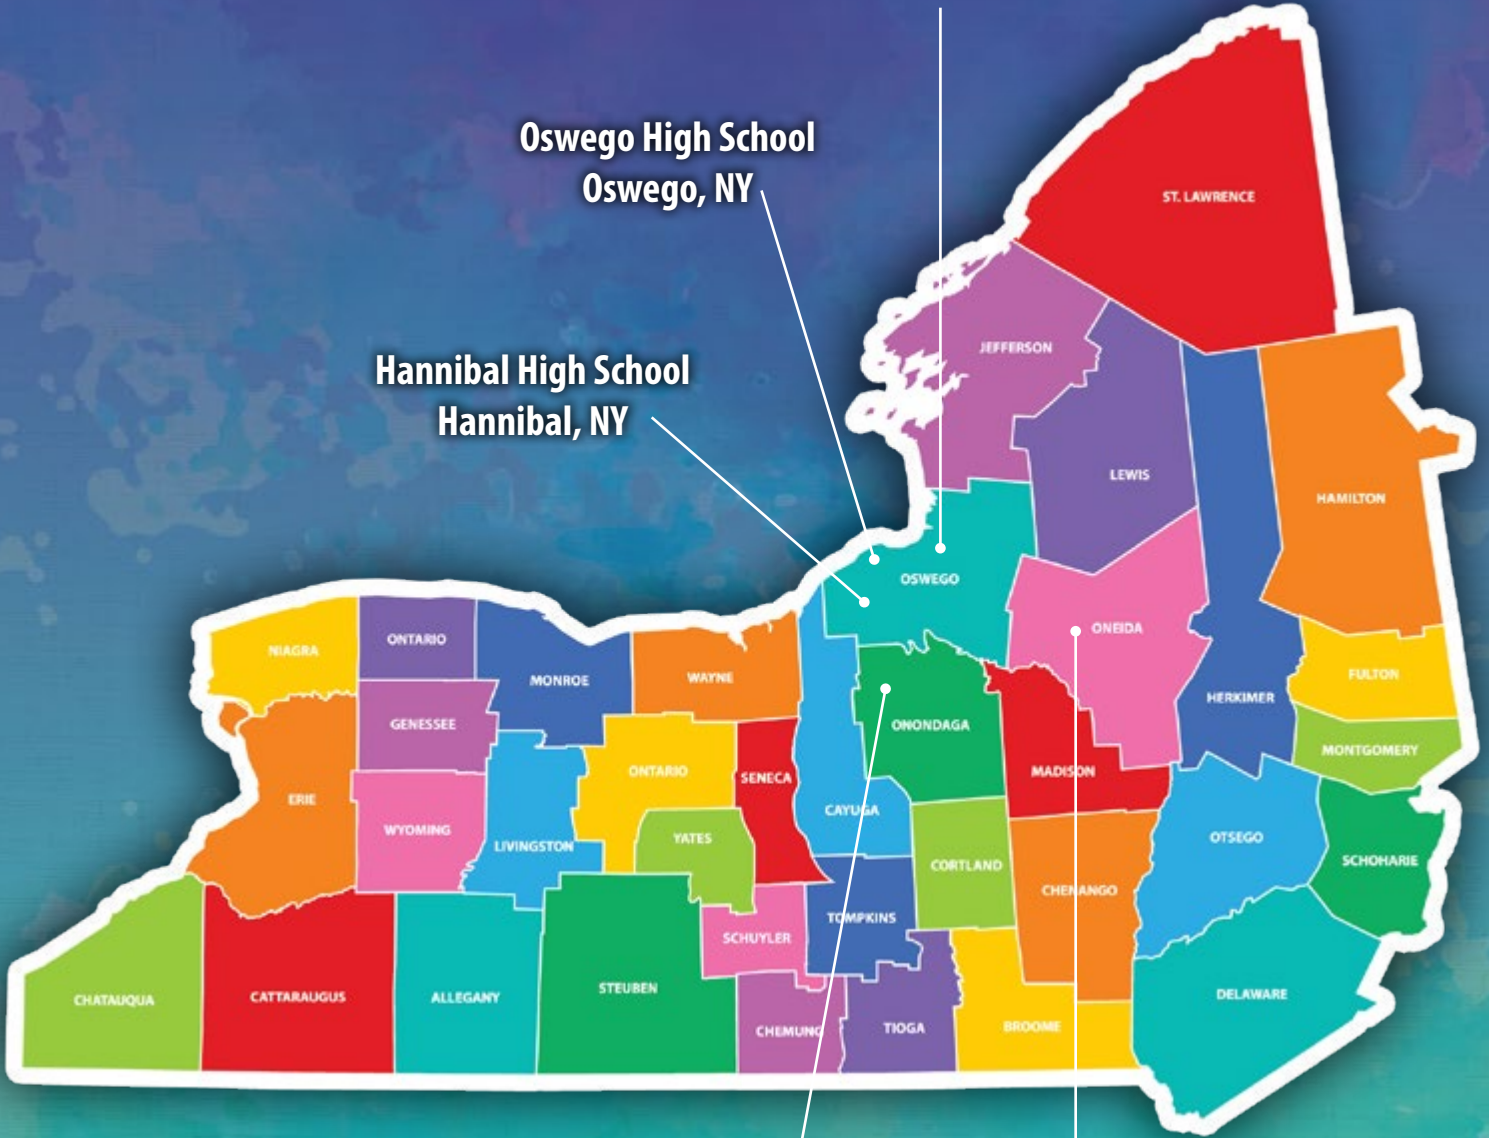 Oswego High School
Oswego, NY
ST. LAWRENCE
JEFFERSON
Hannibal High School
Hannibal, NY
LEWIS
HAMILTON
OSWEGO
ONEIDA
NIAGRA
ONTARIO
MONROE
WAYNE
FULTON
HERKIMER
GENESSEE
ONONDAGA
MONTGOMERY
ONTARIO
SENECA
MADISON
ERIE
CAYUGA
WYOMING
LIVINGSTON
YATES
OTSEGO
SCHOHARIE
CORTLAND
CHENANGO
TOMPKINS
SCHUYLER
CHATAUQUA
CATTARAUGUS
ALLEGANY
STEUBEN
DELAWARE
CHEMUNG
TIOGA
BROOME